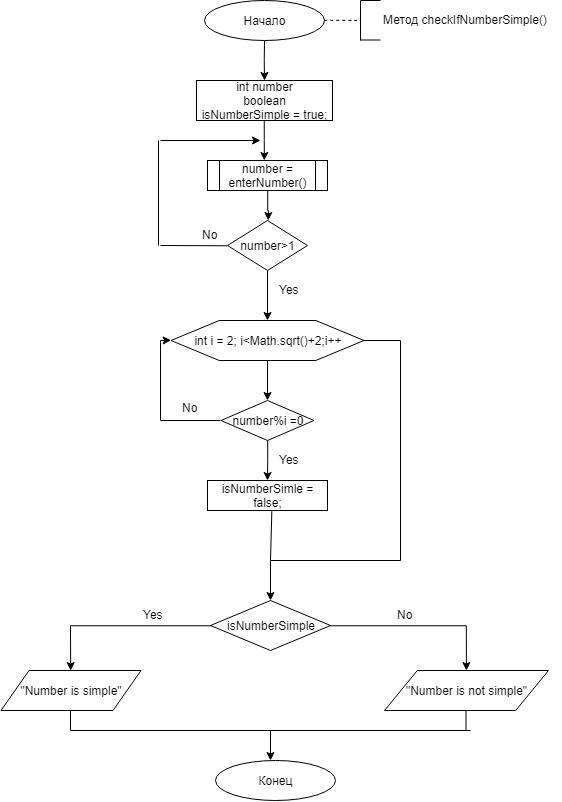 Начало
Метод checkIfNumberSimple()
int number
boolean
isNumberSimple = true;
number =
enterNumber()
No
number>1
Yes
int i = 2; i<Math.sqrt()+2;i++
No
number%i =0
Yes
isNumberSimle =
false;
Yes
isNumberSimple
No
"Number is simple"
"Number is not simple"
Конец